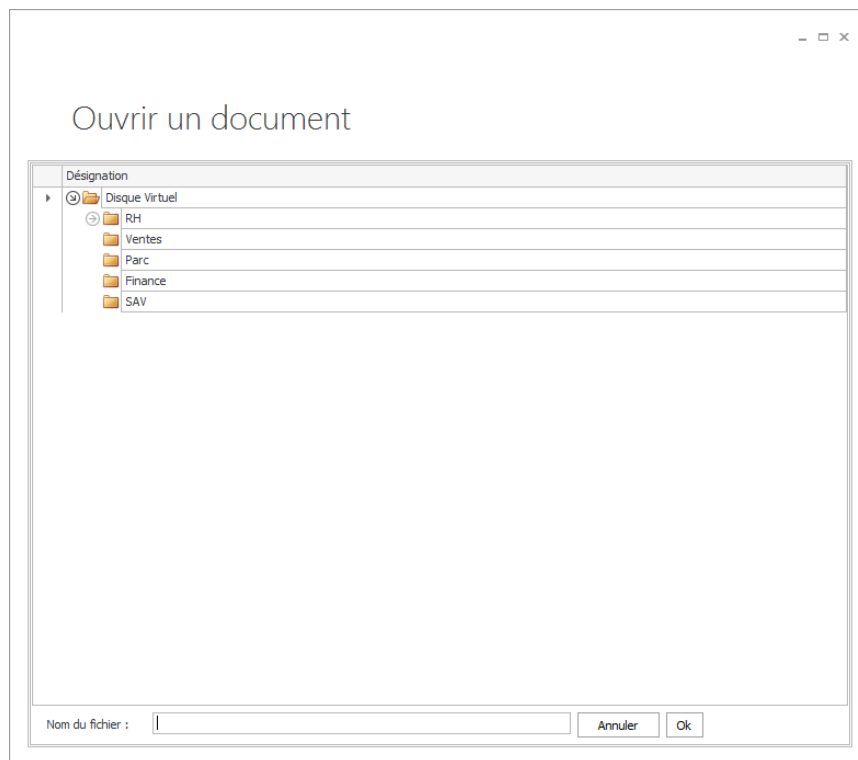 Ouvrir un document
Désignation
Disque Virtuel
RH
Ventes
Parc
Finance
SAV
Nom du fichier : Annuler Ok